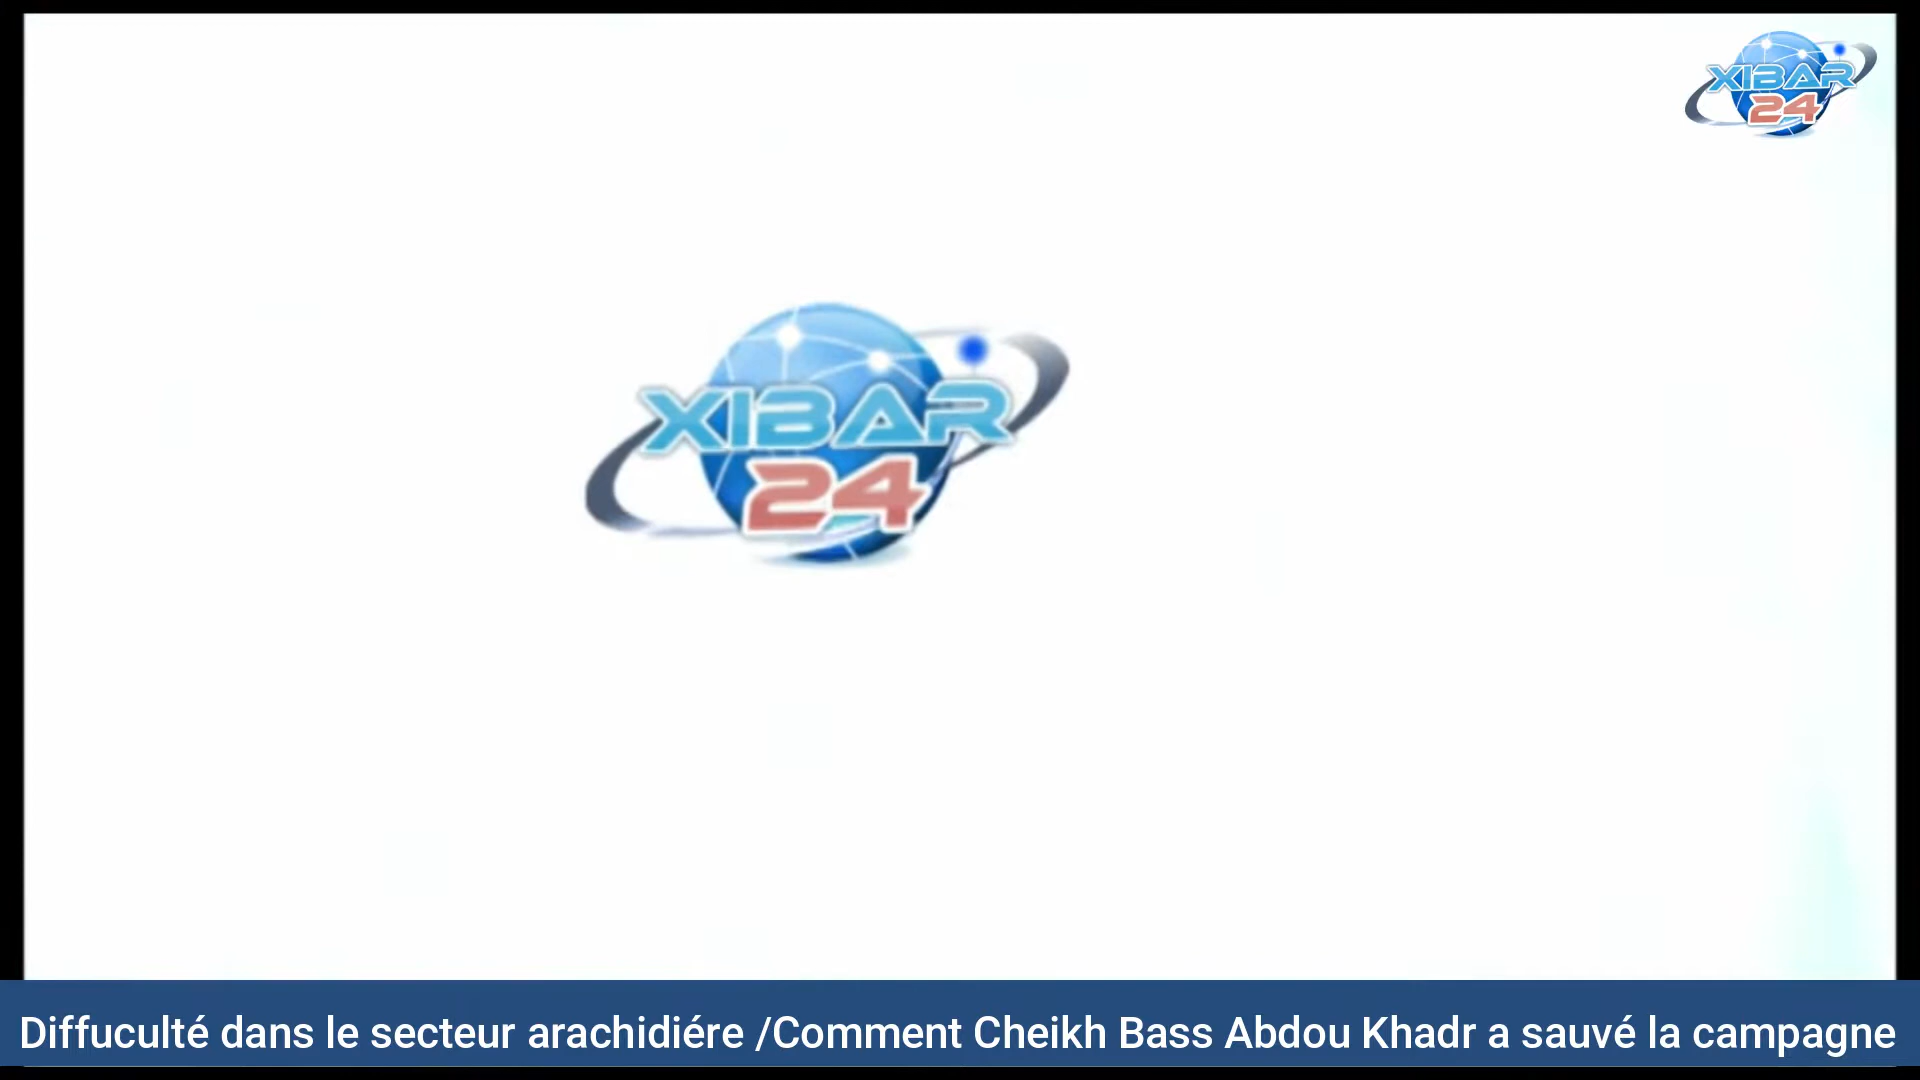 XIBAR
24
XIBAR
24
Diffuculté dans le secteur arachidiére /Comment Cheikh Bass Abdou Khadr a sauvé la campagne